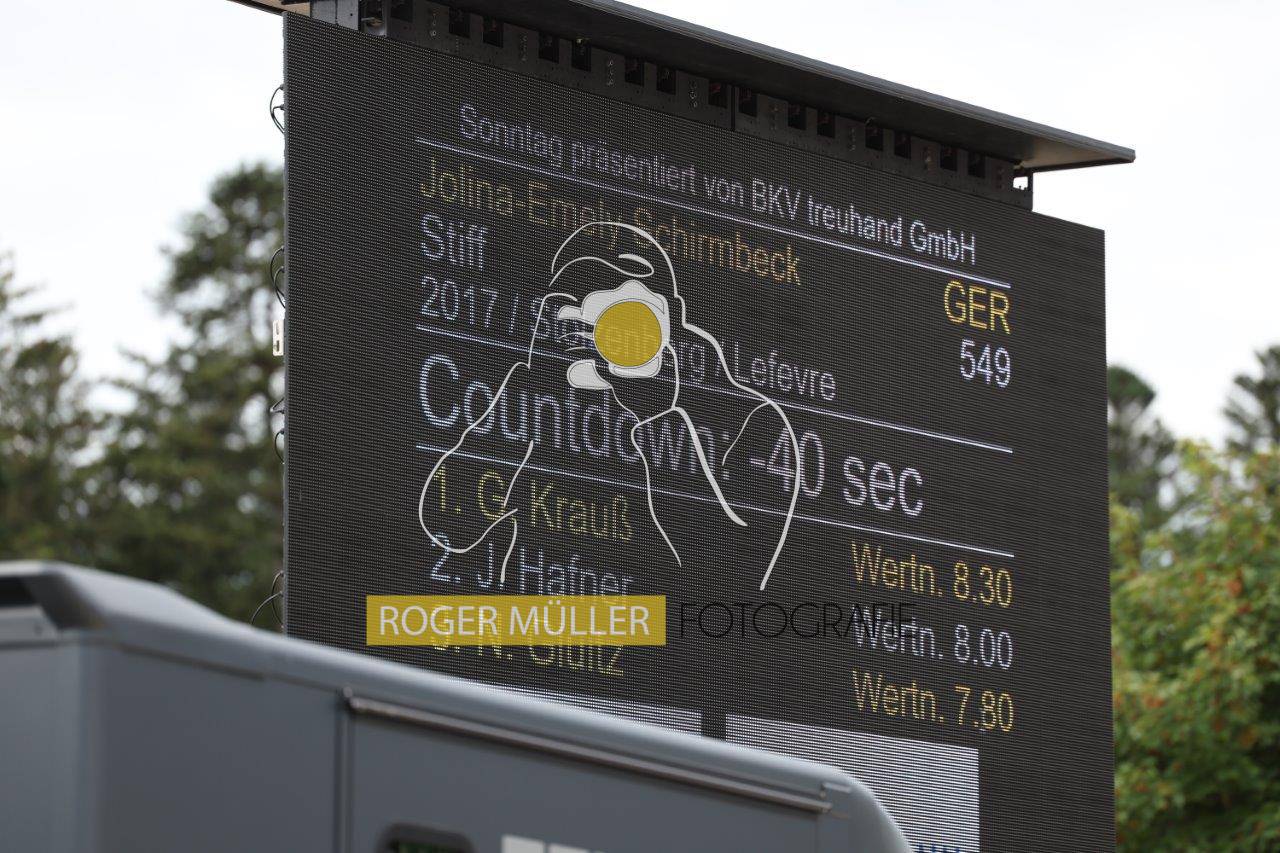 Sonntag präsentiert von BKV treuhand GmbH
Jolina-Emely Schirmbeck GER
Stiff 549
2017 / / Lefevre
Countdown: -40 sec
1. G. Krauß Wertn. 8.30
2. J. Hafner Wertn. 8.00
3. N. Wertn. 7.80
ROGER MÜLLER FOTOGRAFIE